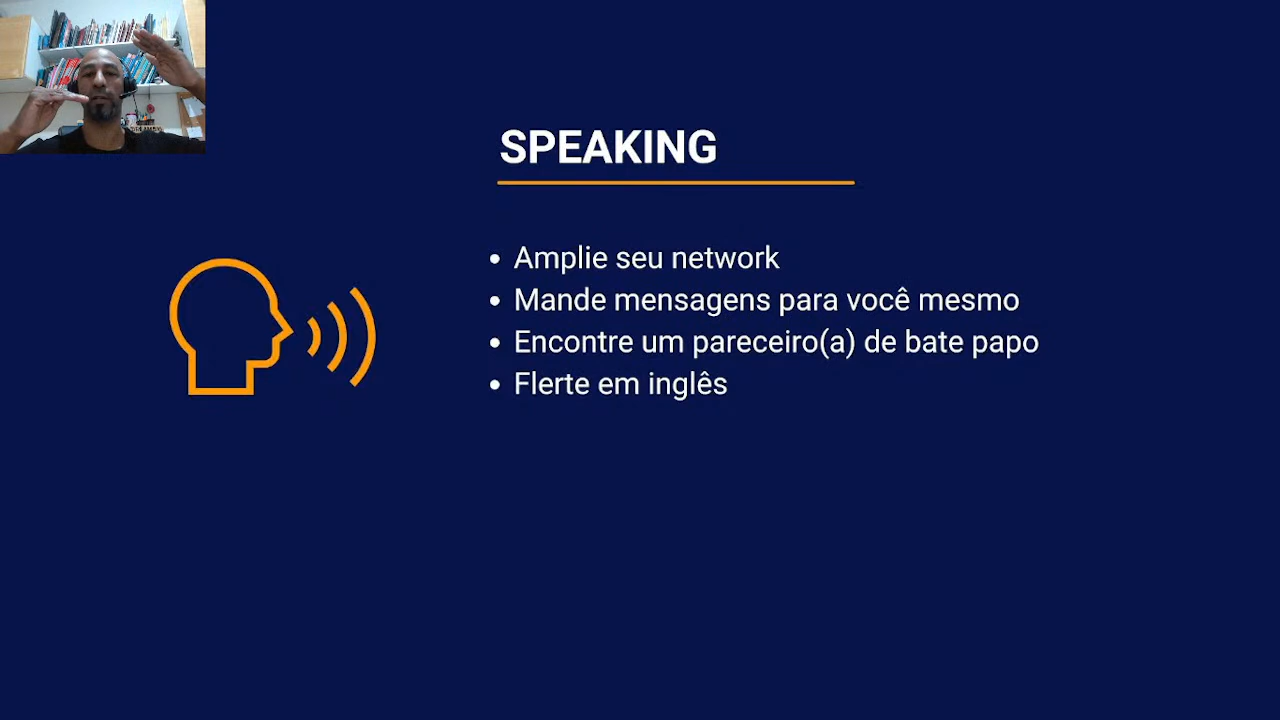 SPEAKING
Amplie seu network
Mande mensagens para você mesmo
Encontre um pareceiro(a) de bate papo
Flerte em inglês